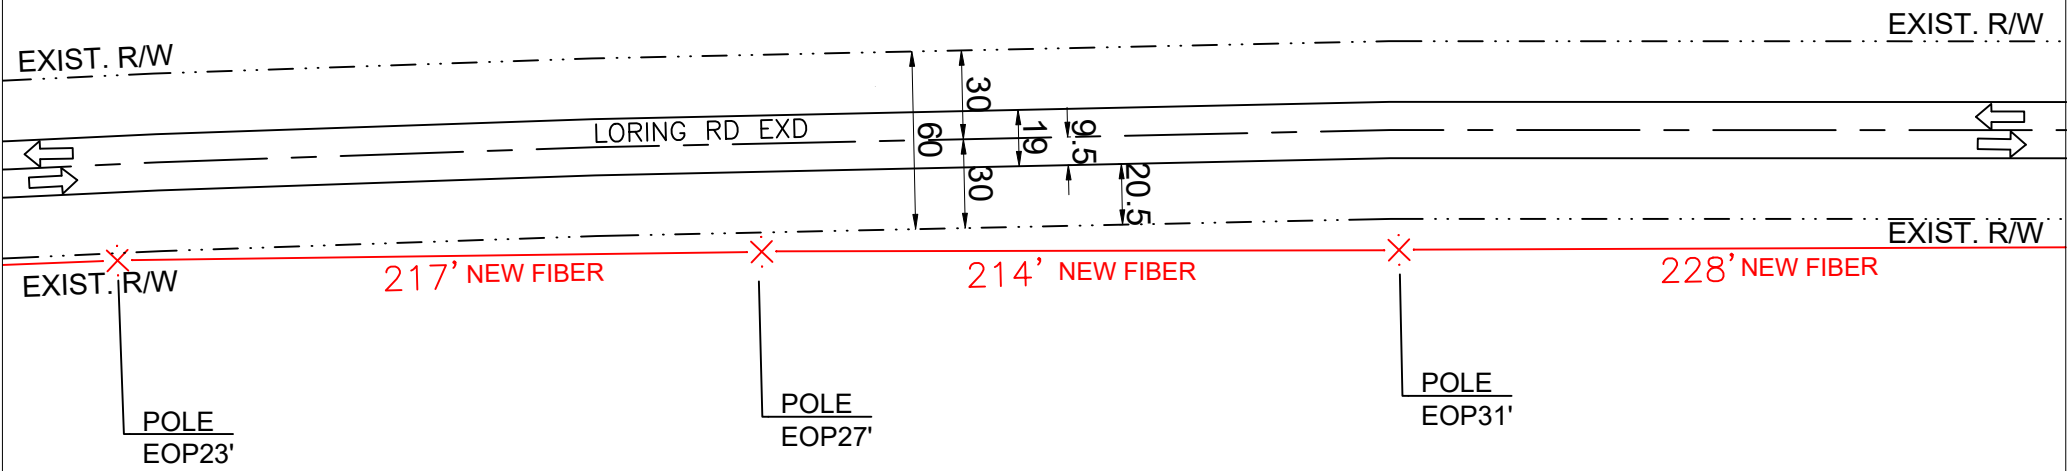 EXIST. R/W
EXIST. R/W
LORING RD EXD
30
60
30
19
9.5
20.5
EXIST. R/W
EXIST. R/W
217' NEW FIBER
214' NEW FIBER
228' NEW FIBER
POLE
EOP23'
POLE
EOP27'
POLE
EOP31'